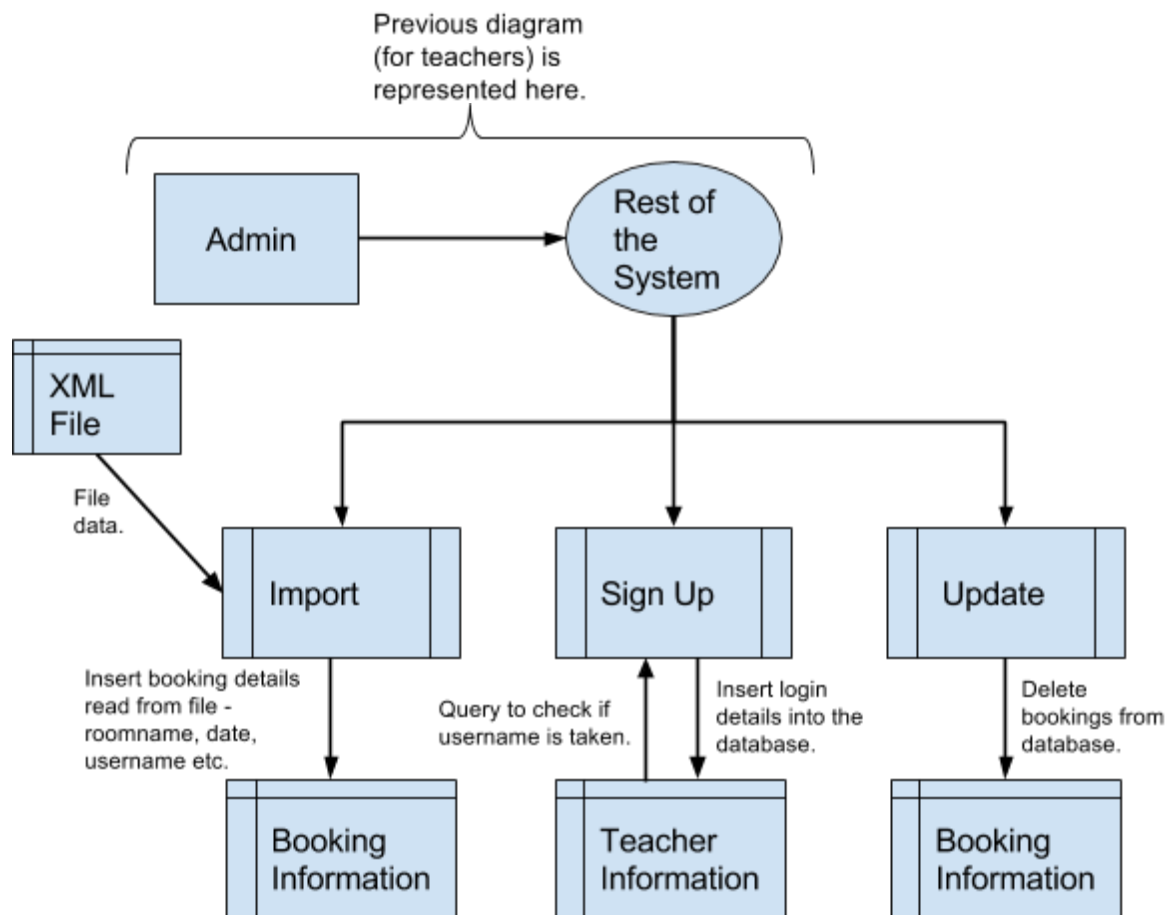 Previous diagram
(for teachers) is
represented here.
Admin
Rest of
the
System
XML
File
File
data.
Import
Sign Up
Update
Insert booking details
read from file -
roomname, date,
username etc.
Query to check if
username is taken.
Insert login
details into the
database.
Delete
bookings from
database.
Booking
Information
Teacher
Information
Booking
Information